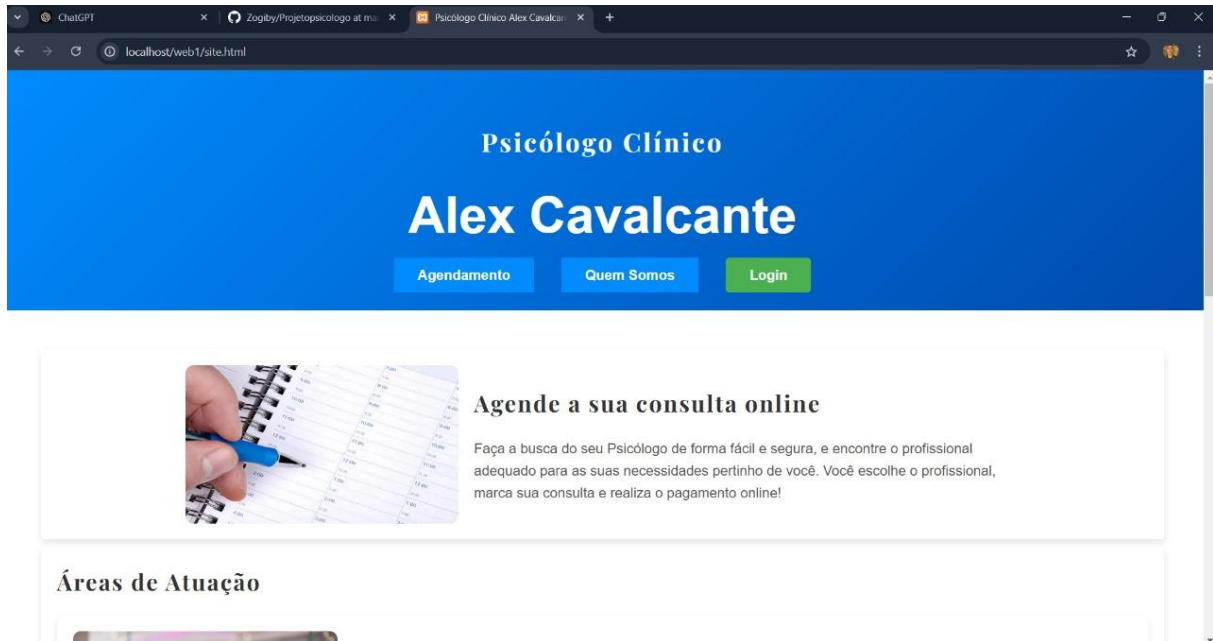 ChatGPT
Zogiby/Projetopsicologo at ma
Psicólogo Clínico Alex Cavalcan
localhost/web1/site.html
Psicólogo Clínico
Alex Cavalcante
Agendamento
Quem Somos
Login
Agende a sua consulta online
Faça a busca do seu Psicólogo de forma fácil e segura, e encontre o profissional
adequado para as suas necessidades pertinho de você. Você escolhe o profissional,
marca sua consulta e realiza o pagamento online!
Áreas de Atuação